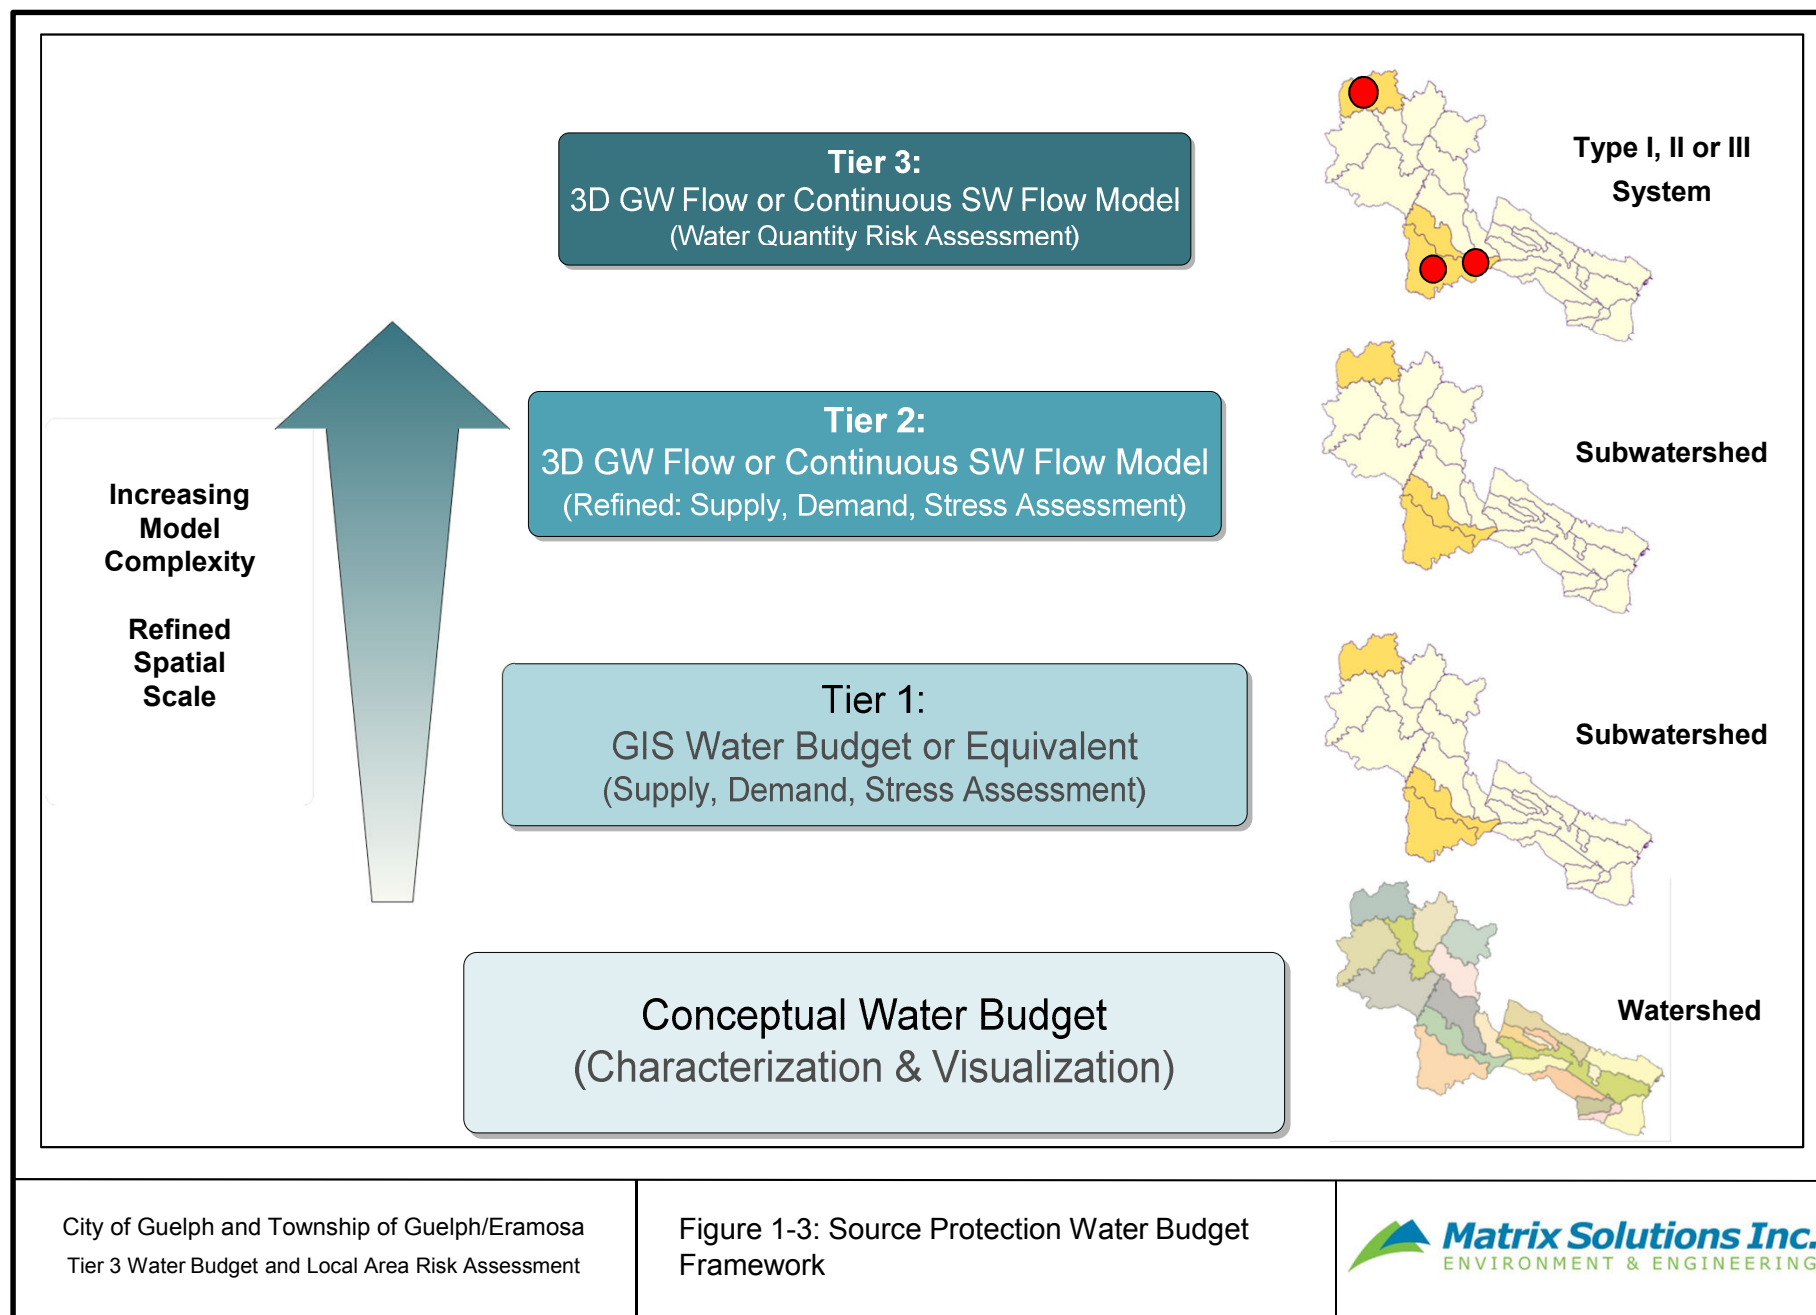 Tier 3:
3D GW Flow or Continuous SW Flow Model
(Water Quantity Risk Assessment)
Type I, II or III
System
Tier 2:
3D GW Flow or Continuous SW Flow Model
(Refined: Supply, Demand, Stress Assessment)
Subwatershed
Increasing
Model
Complexity
Refined
Spatial
Scale
Tier 1:
GIS Water Budget or Equivalent
(Supply, Demand, Stress Assessment)
Subwatershed
Conceptual Water Budget
(Characterization & Visualization)
Watershed
City of Guelph and Township of Guelph/Eramosa
Tier 3 Water Budget and Local Area Risk Assessment
Figure 1-3: Source Protection Water Budget
Framework
Matrix Solutions Inc.
ENVIRONMENT & ENGINEERING